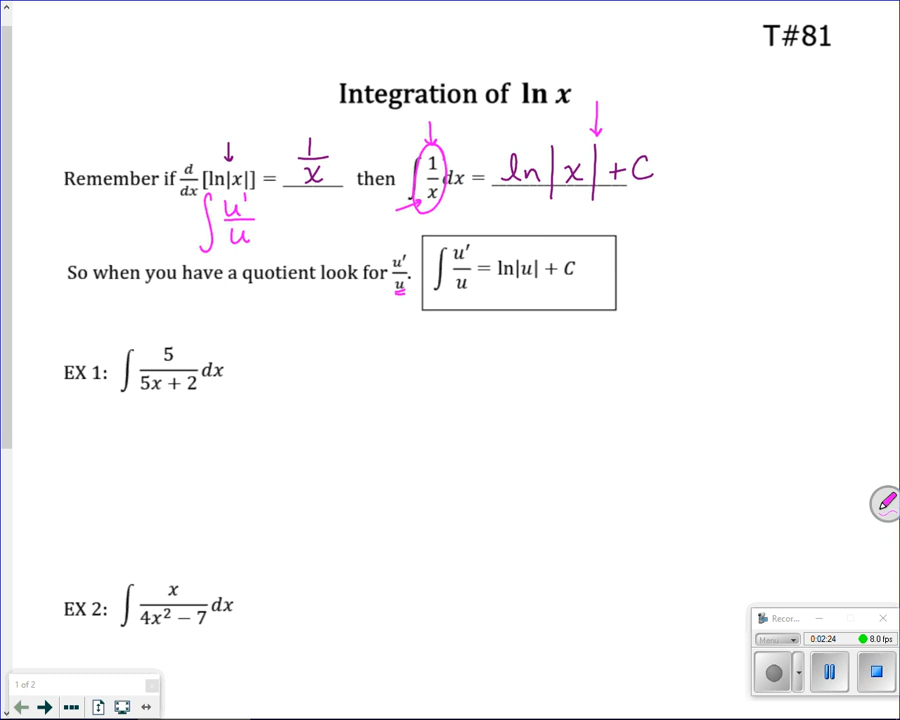 T#81
Integration of ln x
Remember if d/dx [ln|x|] = 1/x then ∫ 1/x dx = ln|x| + C
∫ u'/u
So when you have a quotient look for u'/u. ∫ u'/u = ln|u| + C
EX 1: ∫ 5/(5x + 2) dx
EX 2: ∫ x/(4x² − 7) dx
Recor...
Menu 0:02:24 8.0 fps
1 of 2